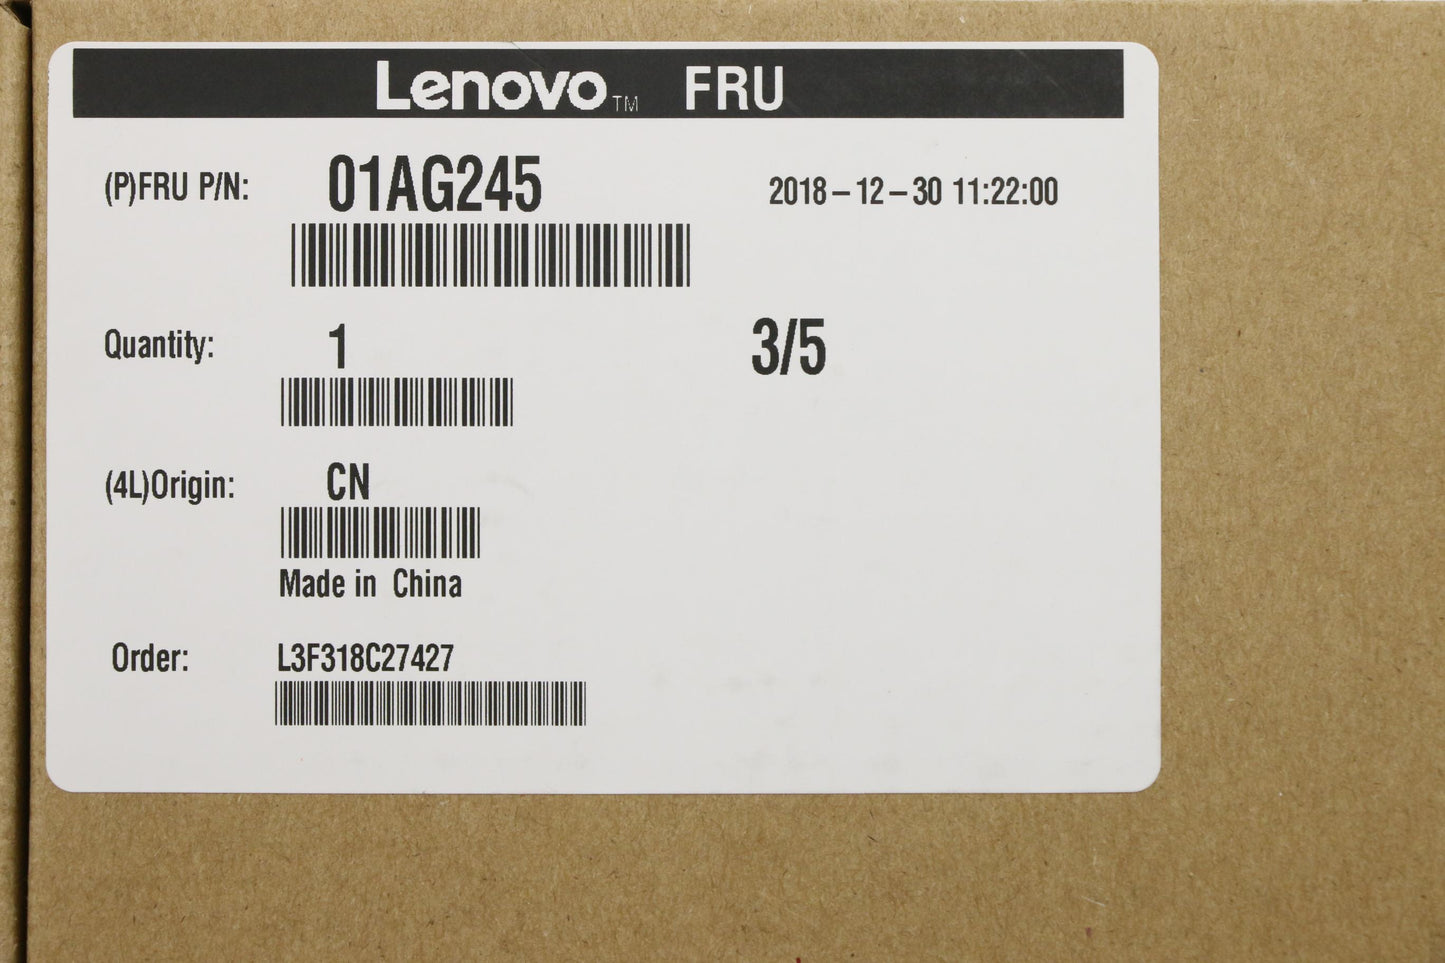 Lenovo™ FRU
(P)FRU P/N: 01AG245 2018-12-30 11:22:00
Quantity: 1 3/5
(4L)Origin: CN
Made in China
Order: L3F318C27427